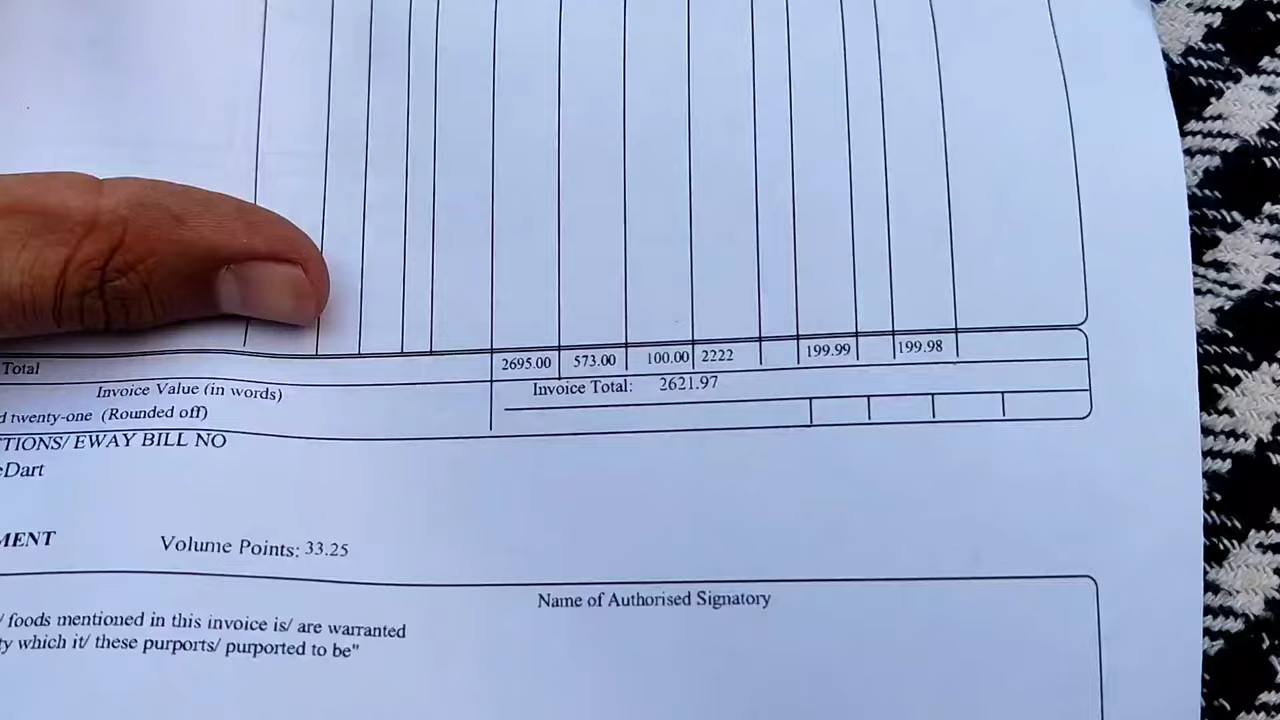 Total 2695.00 573.00 100.00 2222 199.99 199.98
Invoice Value (in words)
Invoice Total: 2621.97
twenty-one (Rounded off)
TIONS/ EWAY BILL NO
Dart
MENT Volume Points: 33.25
Name of Authorised Signatory
/ foods mentioned in this invoice is/ are warranted
which it/ these purports/ purported to be"